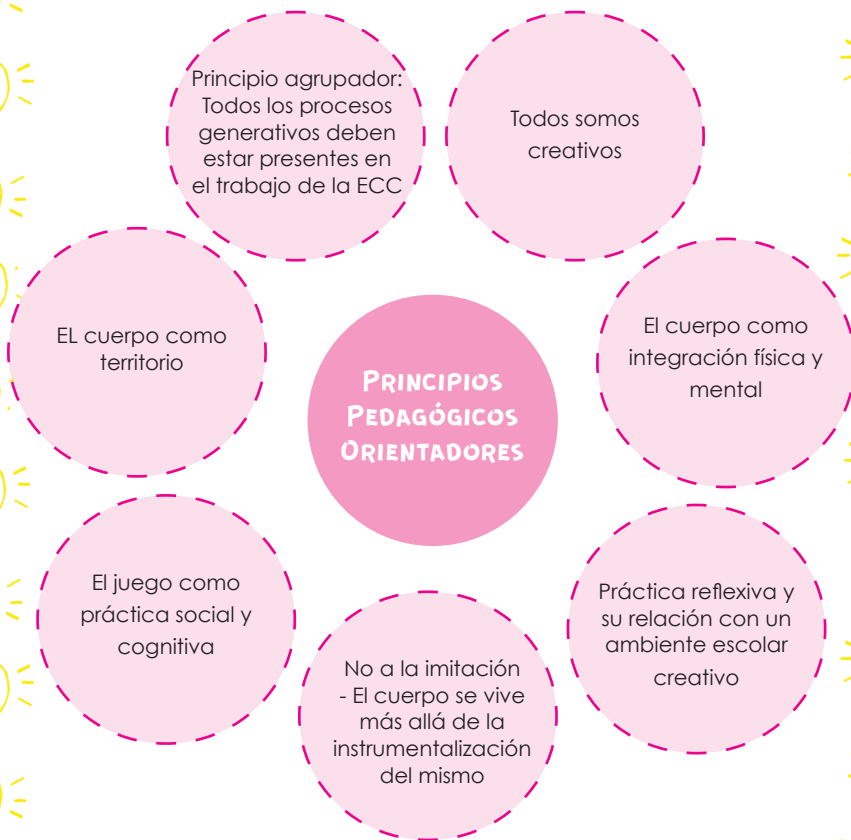 Principio agrupador:
Todos los procesos
generativos deben
estar presentes en
el trabajo de la ECC
Todos somos
creativos
EL cuerpo como
territorio
El cuerpo como
integración física y
mental
PRINCIPIOS
PEDAGÓGICOS
ORIENTADORES
El juego como
práctica social y
cognitiva
No a la imitación
- El cuerpo se vive
más allá de la
instrumentalización
del mismo
Práctica reflexiva y
su relación con un
ambiente escolar
creativo